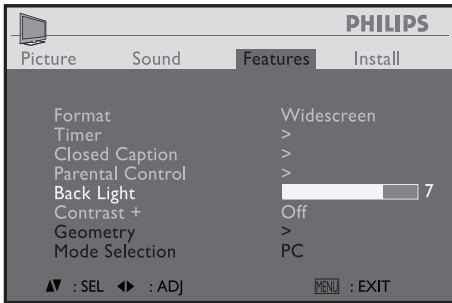 PHILIPS
Picture Sound Features Install
Format Widescreen
Timer >
Closed Caption >
Parental Control >
Back Light 7
Contrast + Off
Geometry >
Mode Selection PC
▲▼ : SEL ◀▶ : ADJ MENU : EXIT